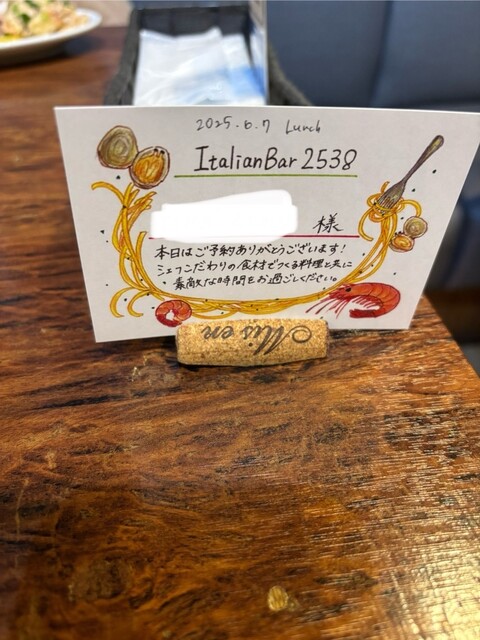 2025.6.7 Lunch
ItalianBar 2538
様
本日はご予約ありがとうございます!
シェフこだわりの食材でつくる料理と共に
素敵な時間をお過ごしください。
Mis en